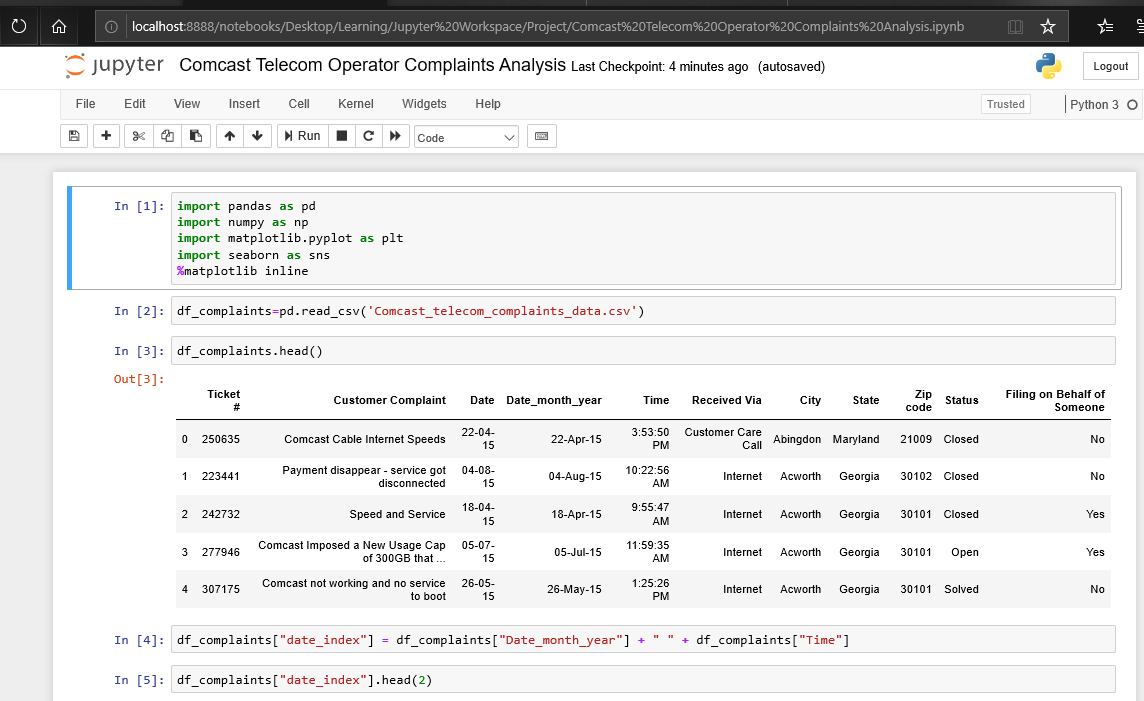 localhost:8888/notebooks/Desktop/Learning/Jupyter%20Workspace/Project/Comcast%20Telecom%20Operator%20Complaints%20Analysis.ipynb
jupyter Comcast Telecom Operator Complaints Analysis Last Checkpoint: 4 minutes ago (autosaved) Logout
File Edit View Insert Cell Kernel Widgets Help Trusted Python 3
Run Code
In [1]: import pandas as pd
import numpy as np
import matplotlib.pyplot as plt
import seaborn as sns
%matplotlib inline
In [2]: df_complaints=pd.read_csv('Comcast_telecom_complaints_data.csv')
In [3]: df_complaints.head()
Out[3]:
Ticket # Customer Complaint Date Date_month_year Time Received Via City State Zip code Status Filing on Behalf of Someone
0 250635 Comcast Cable Internet Speeds 22-04-15 22-Apr-15 3:53:50 PM Customer Care Call Abingdon Maryland 21009 Closed No
1 223441 Payment disappear - service got disconnected 04-08-15 04-Aug-15 10:22:56 AM Internet Acworth Georgia 30102 Closed No
2 242732 Speed and Service 18-04-15 18-Apr-15 9:55:47 AM Internet Acworth Georgia 30101 Closed Yes
3 277946 Comcast Imposed a New Usage Cap of 300GB that ... 05-07-15 05-Jul-15 11:59:35 AM Internet Acworth Georgia 30101 Open Yes
4 307175 Comcast not working and no service to boot 26-05-15 26-May-15 1:25:26 PM Internet Acworth Georgia 30101 Solved No
In [4]: df_complaints["date_index"] = df_complaints["Date_month_year"] + " " + df_complaints["Time"]
In [5]: df_complaints["date_index"].head(2)